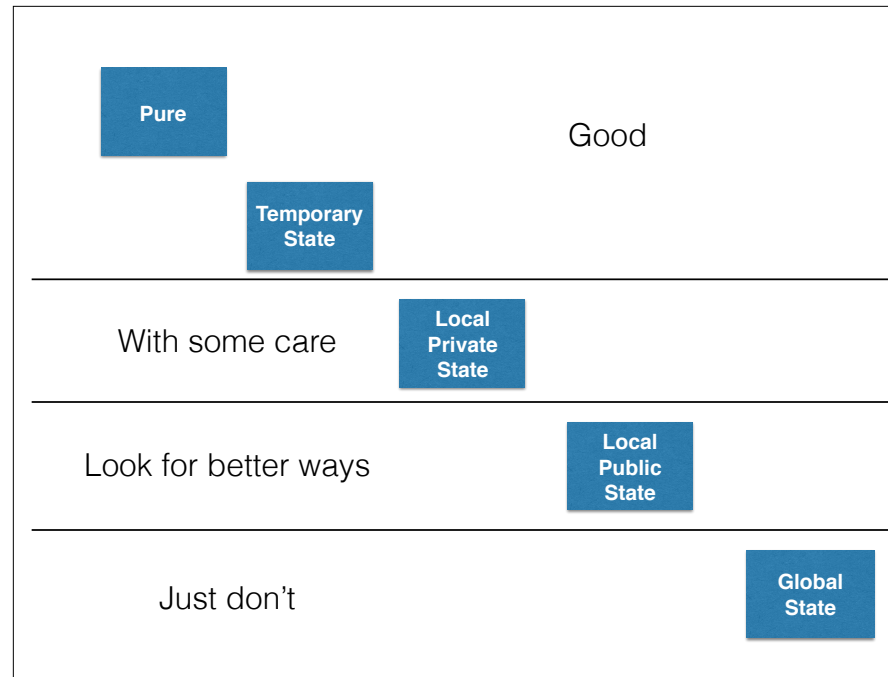 Pure
Good
Temporary
State
With some care
Local
Private
State
Look for better ways
Local
Public
State
Just don’t
Global
State